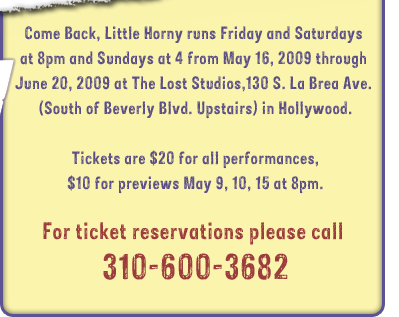 Come Back, Little Horny runs Friday and Saturdays
at 8pm and Sundays at 4 from May 16, 2009 through
June 20, 2009 at The Lost Studios,130 S. La Brea Ave.
(South of Beverly Blvd. Upstairs) in Hollywood.
Tickets are $20 for all performances,
$10 for previews May 9, 10, 15 at 8pm.
For ticket reservations please call
310-600-3682